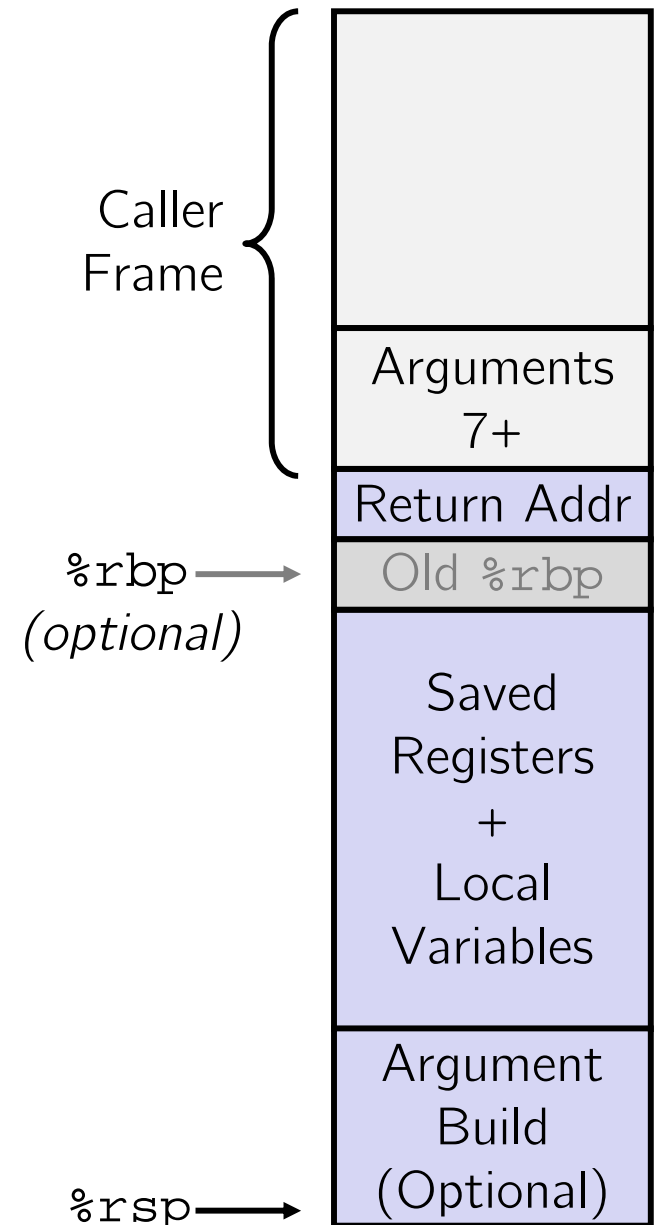 Caller
Frame
Arguments
7+
Return Addr
%rbp
(optional)
Old %rbp
Saved
Registers
+
Local
Variables
Argument
Build
(Optional)
%rsp